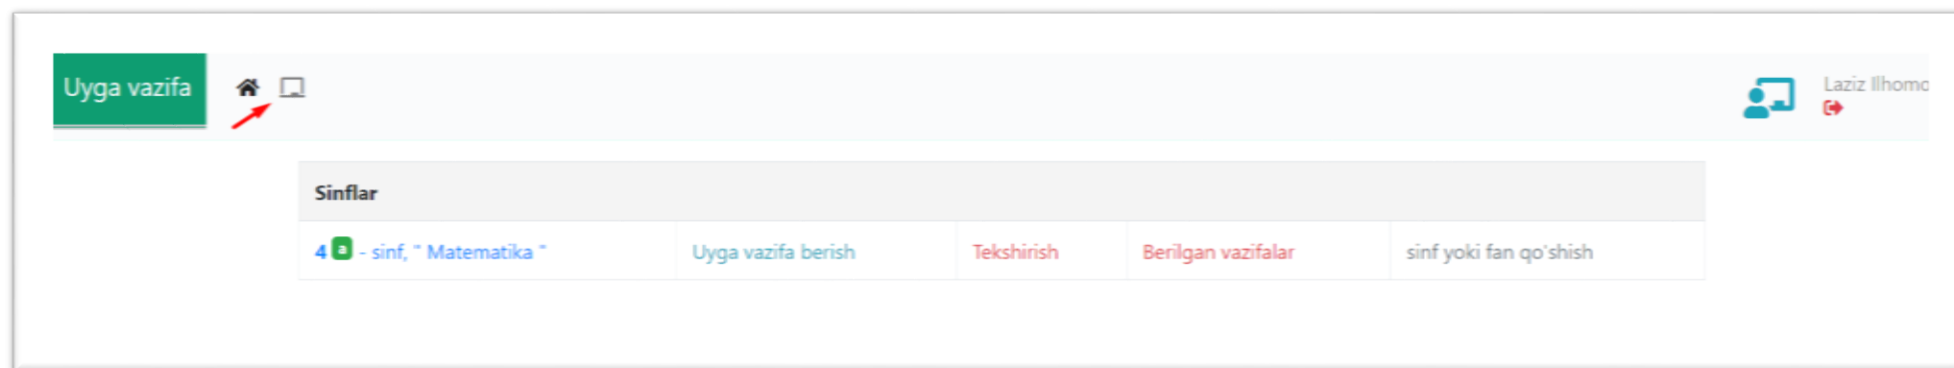 Uyga vazifa
Laziz Ilhomo
Sinflar
4 a - sinf, " Matematika " Uyga vazifa berish Tekshirish Berilgan vazifalar sinf yoki fan qo'shish